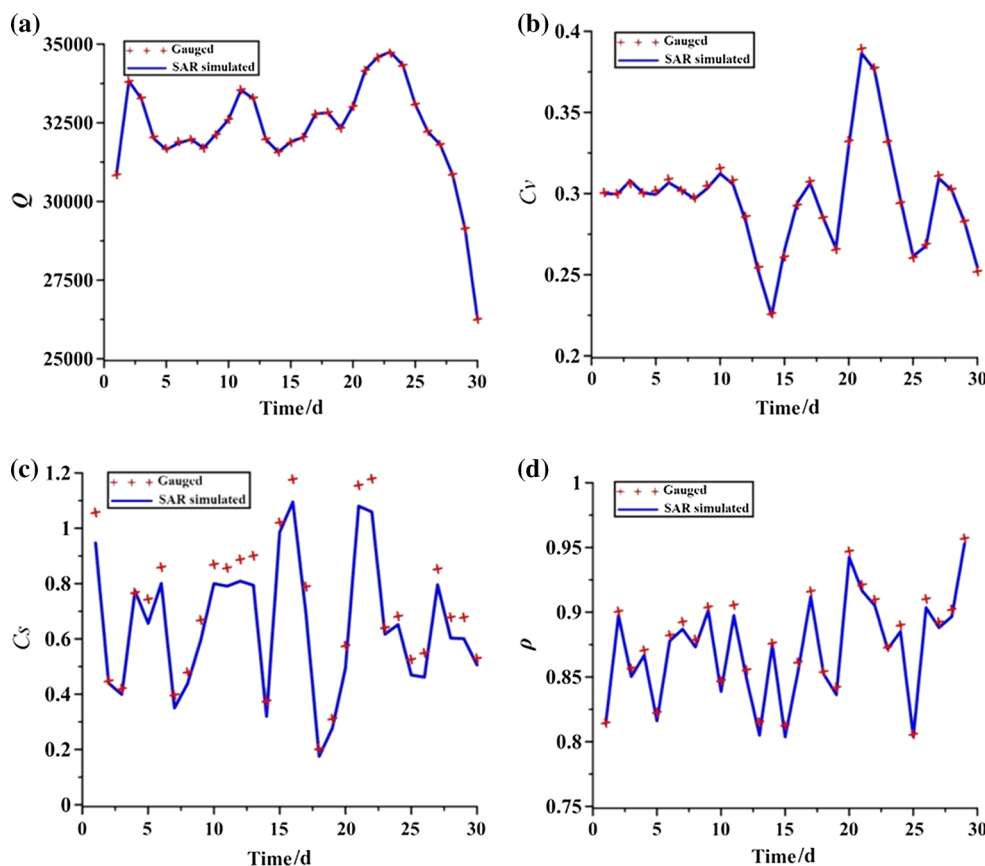 (a)
35000
32500
30000
27500
25000
Q
Gauged
SAR simulated
0 5 10 15 20 25 30
Time/d
(b)
0.4
0.35
0.3
0.25
0.2
Cv
Gauged
SAR simulated
0 5 10 15 20 25 30
Time/d
(c)
1.2
1
0.8
0.6
0.4
0.2
0
Cs
Gauged
SAR simulated
0 5 10 15 20 25 30
Time/d
(d)
1
0.95
0.9
0.85
0.8
0.75
ρ
Gauged
SAR simulated
0 5 10 15 20 25 30
Time/d